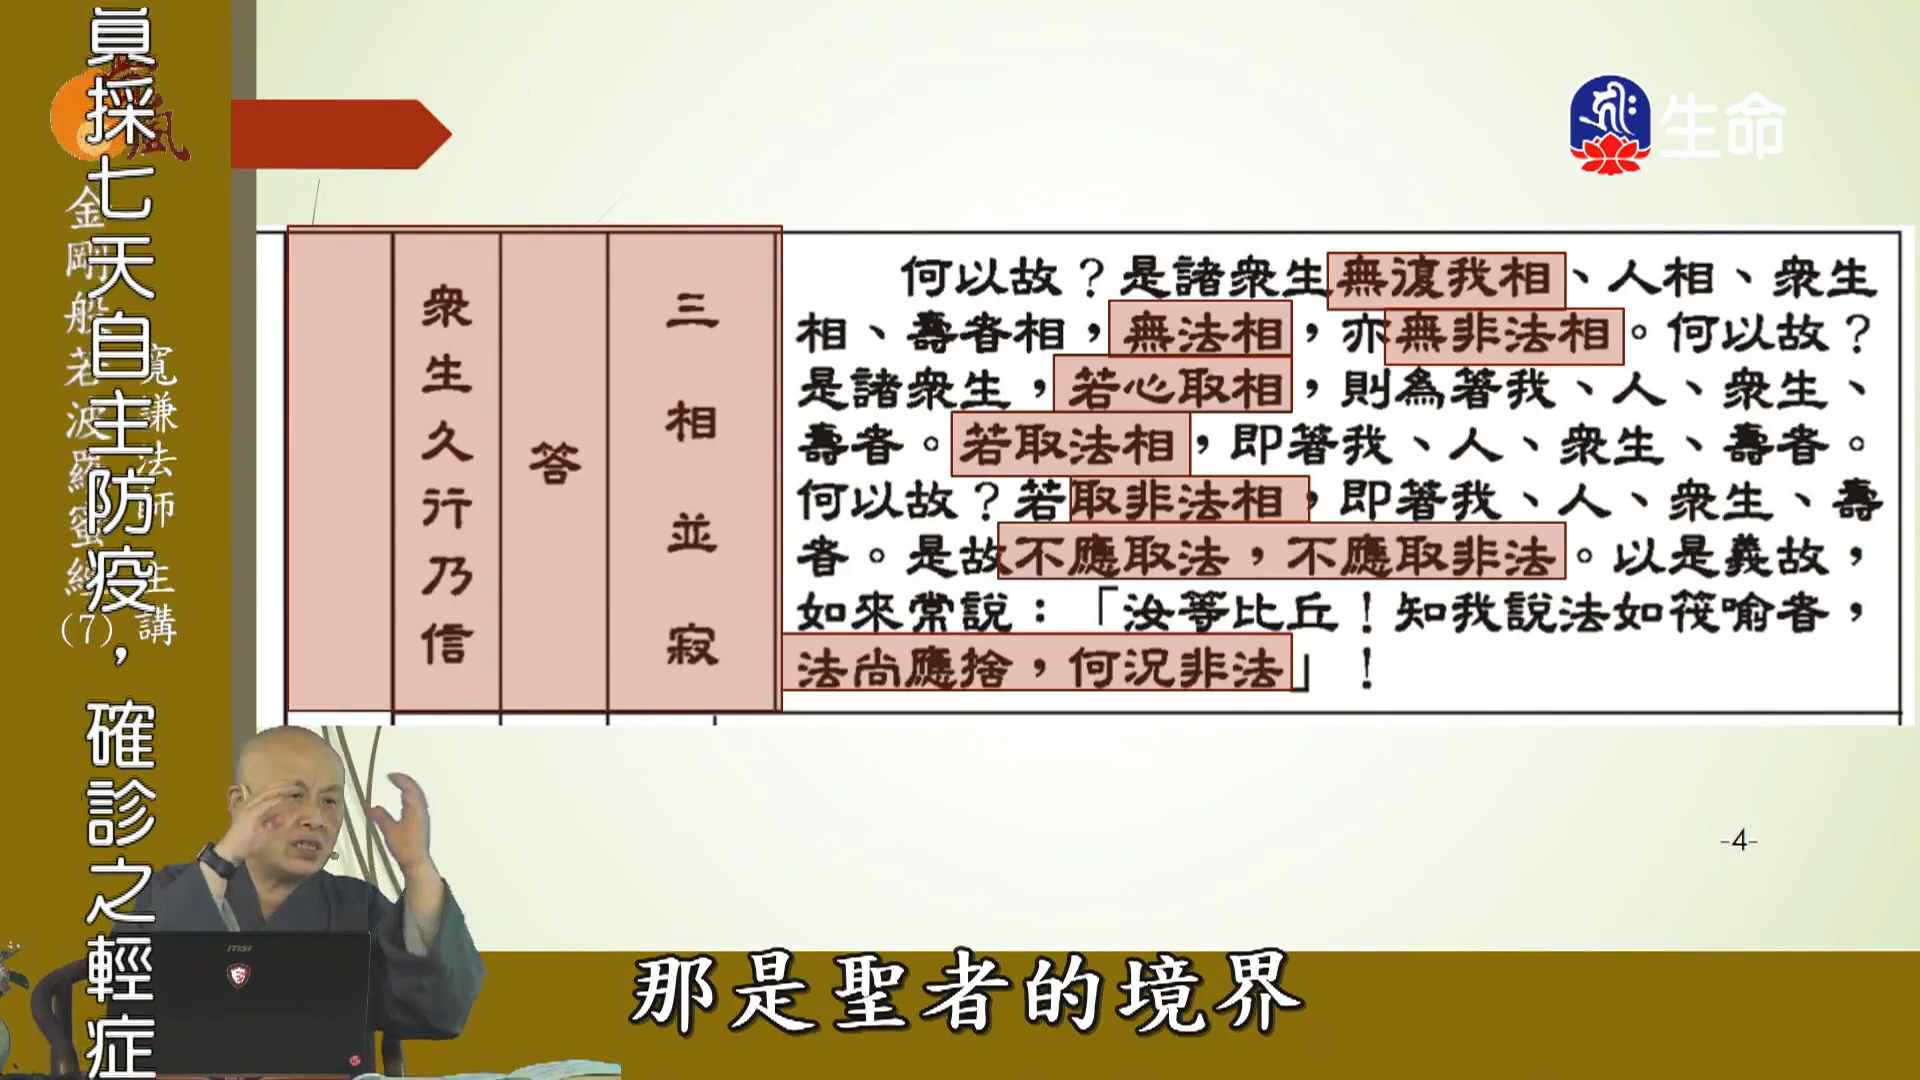 員採七天自主防疫，確診之輕症
金剛般若波羅蜜經(7)
寬謙法師 主講
生命
眾生久行乃信
答
三相並寂
何以故？是諸眾生無復我相、人相、眾生
相、壽者相，無法相，亦無非法相。何以故？
是諸眾生，若心取相，則為著我、人、眾生、
壽者。若取法相，即著我、人、眾生、壽者。
何以故？若取非法相，即著我、人、眾生、壽
者。是故不應取法，不應取非法。以是義故，
如來常說：「汝等比丘！知我說法如筏喻者，
法尚應捨，何況非法」！
-4-
msi
那是聖者的境界